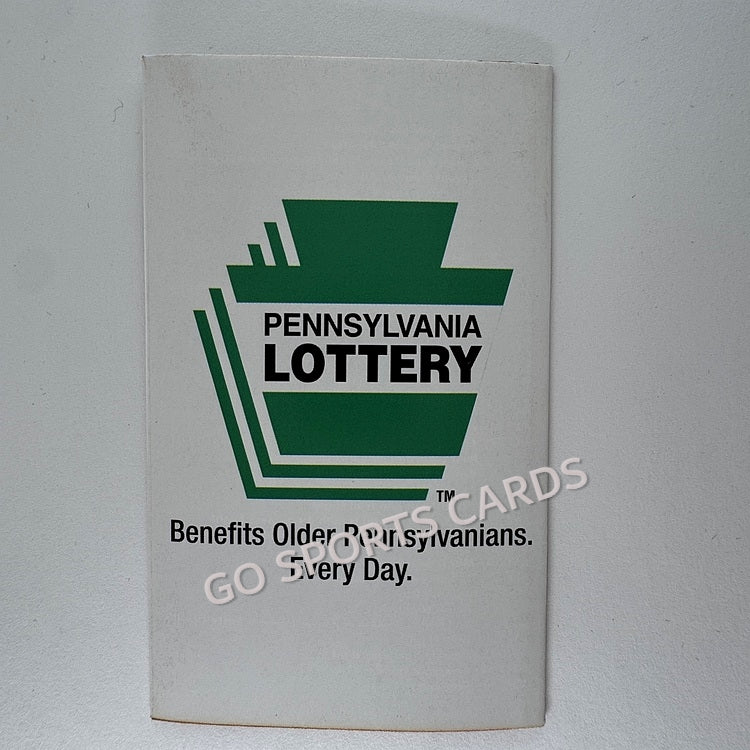 PENNSYLVANIA
LOTTERY
TM
Benefits Older Pennsylvanians.
Every Day.
GO SPORTS CARDS